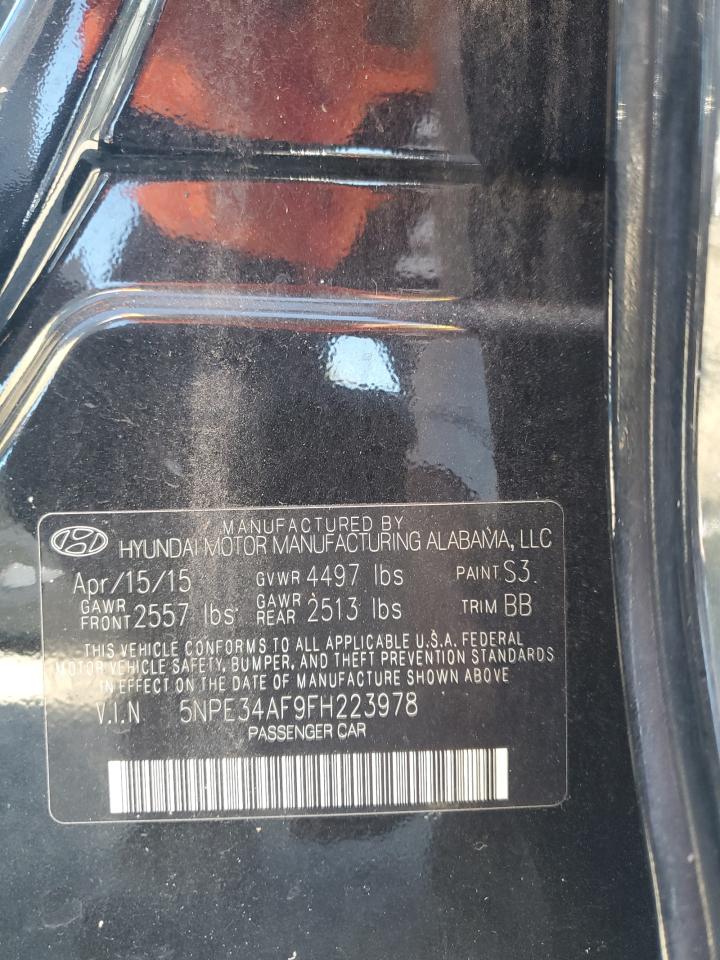 MANUFACTURED BY
HYUNDAI MOTOR MANUFACTURING ALABAMA, LLC
Apr/15/15 GVWR 4497 lbs PAINT S3
GAWR FRONT 2557 lbs GAWR REAR 2513 lbs TRIM BB
THIS VEHICLE CONFORMS TO ALL APPLICABLE U.S.A. FEDERAL
MOTOR VEHICLE SAFETY, BUMPER, AND THEFT PREVENTION STANDARDS
IN EFFECT ON THE DATE OF MANUFACTURE SHOWN ABOVE
V.I.N 5NPE34AF9FH223978
PASSENGER CAR